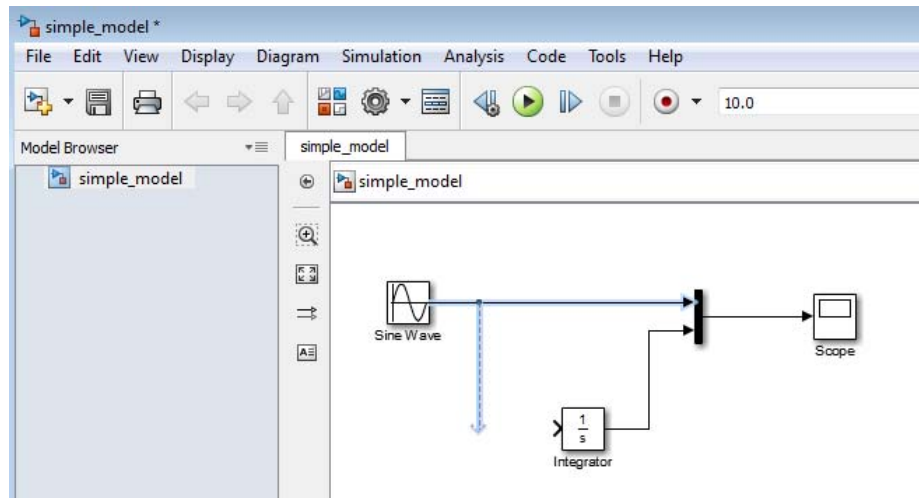 simple_model *
File Edit View Display Diagram Simulation Analysis Code Tools Help
10.0
Model Browser
simple_model
simple_model
simple_model
Sine Wave
Scope
1
s
Integrator